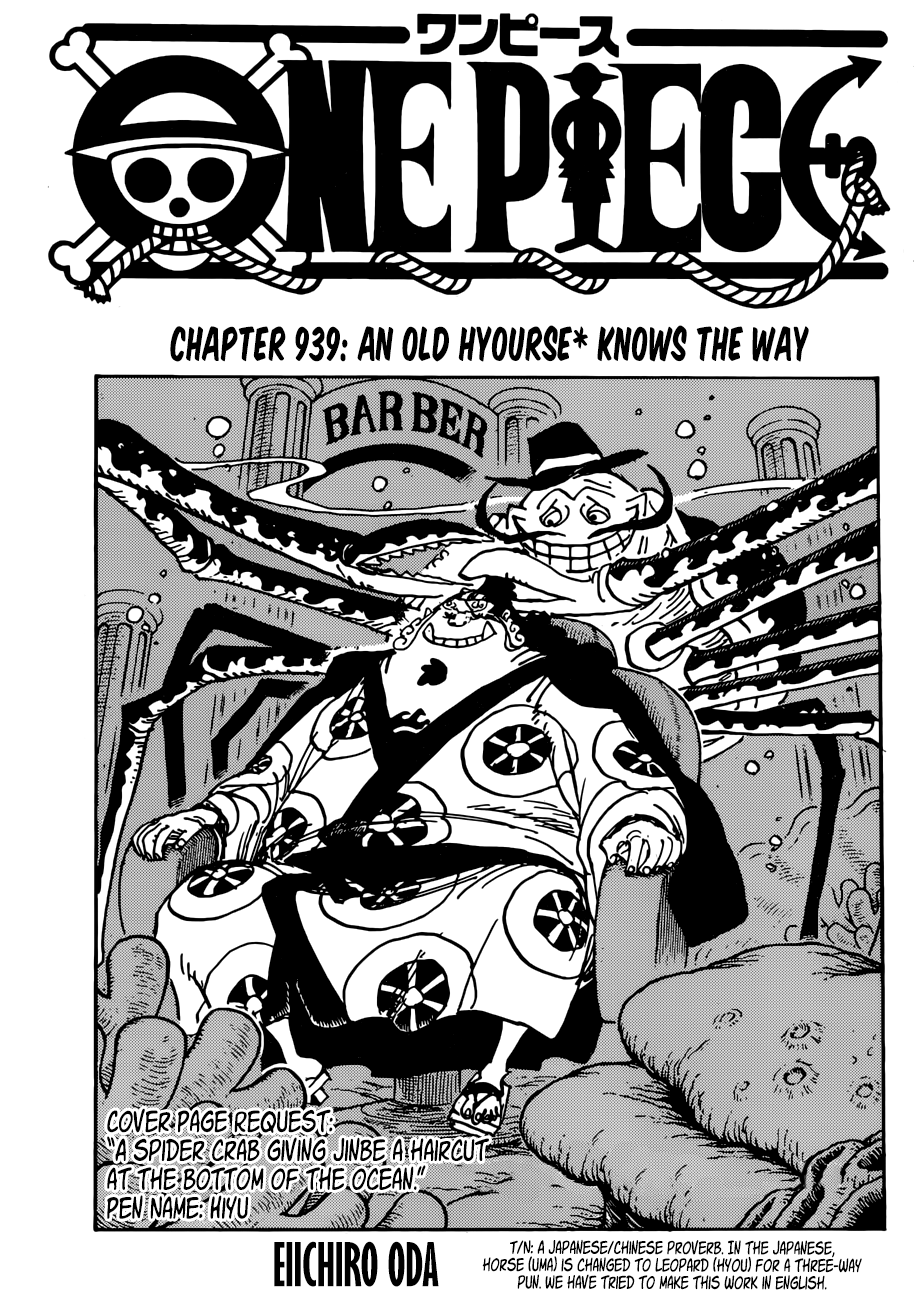 ワンピース
ONE PIECE
CHAPTER 939: AN OLD HYOURSE* KNOWS THE WAY
BARBER
COVER PAGE REQUEST:
"A SPIDER CRAB GIVING JINBE A HAIRCUT
AT THE BOTTOM OF THE OCEAN."
PEN NAME: HIYU
EIICHIRO ODA
T/N: A JAPANESE/CHINESE PROVERB. IN THE JAPANESE,
HORSE (UMA) IS CHANGED TO LEOPARD (HYOU) FOR A THREE-WAY
PUN. WE HAVE TRIED TO MAKE THIS WORK IN ENGLISH.